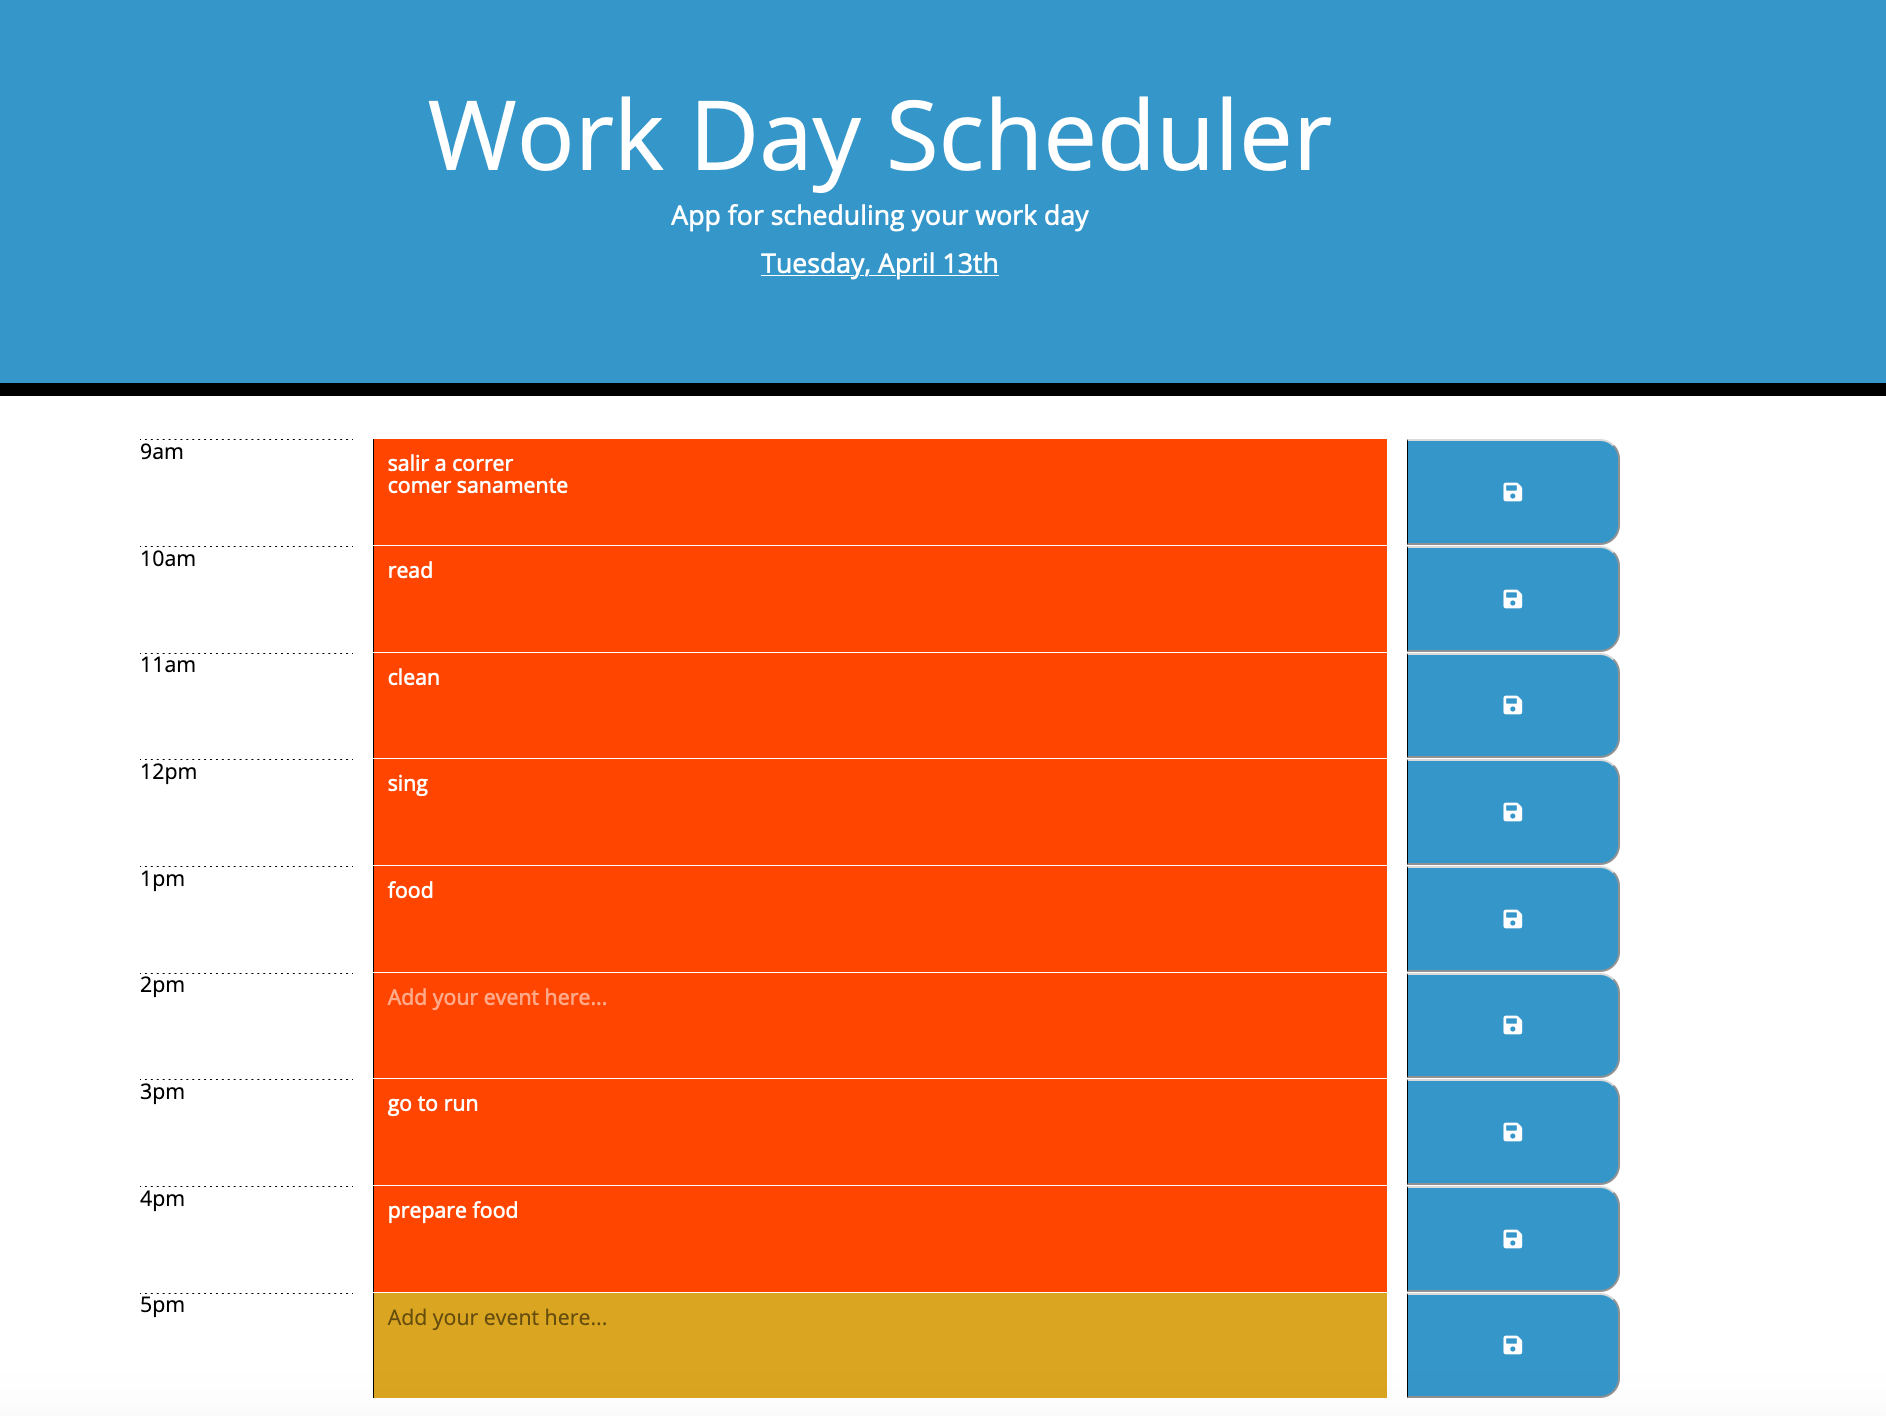 Work Day Scheduler
App for scheduling your work day
Tuesday, April 13th
9am
salir a correr
comer sanamente
10am
read
11am
clean
12pm
sing
1pm
food
2pm
Add your event here...
3pm
go to run
4pm
prepare food
5pm
Add your event here...